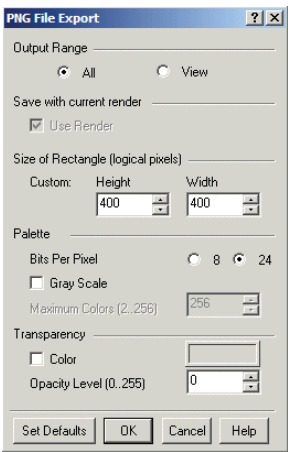 PNG File Export
Output Range
All View
Save with current render
Use Render
Size of Rectangle (logical pixels)
Custom: Height Width
400 400
Palette
Bits Per Pixel 8 24
Gray Scale
Maximum Colors (2..256) 256
Transparency
Color
Opacity Level (0..255) 0
Set Defaults OK Cancel Help